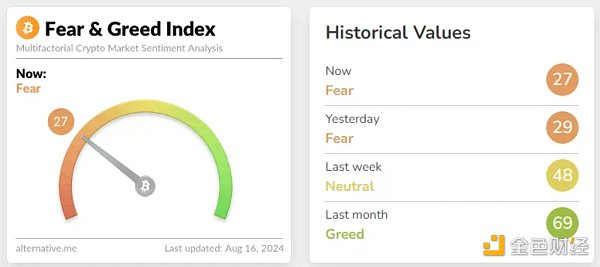 Fear & Greed Index
Multifactorial Crypto Market Sentiment Analysis
Now:
Fear
27
alternative.me
Last updated: Aug 16, 2024
Historical Values
Now
Fear
27
Yesterday
Fear
29
Last week
Neutral
48
Last month
Greed
69
金色财经